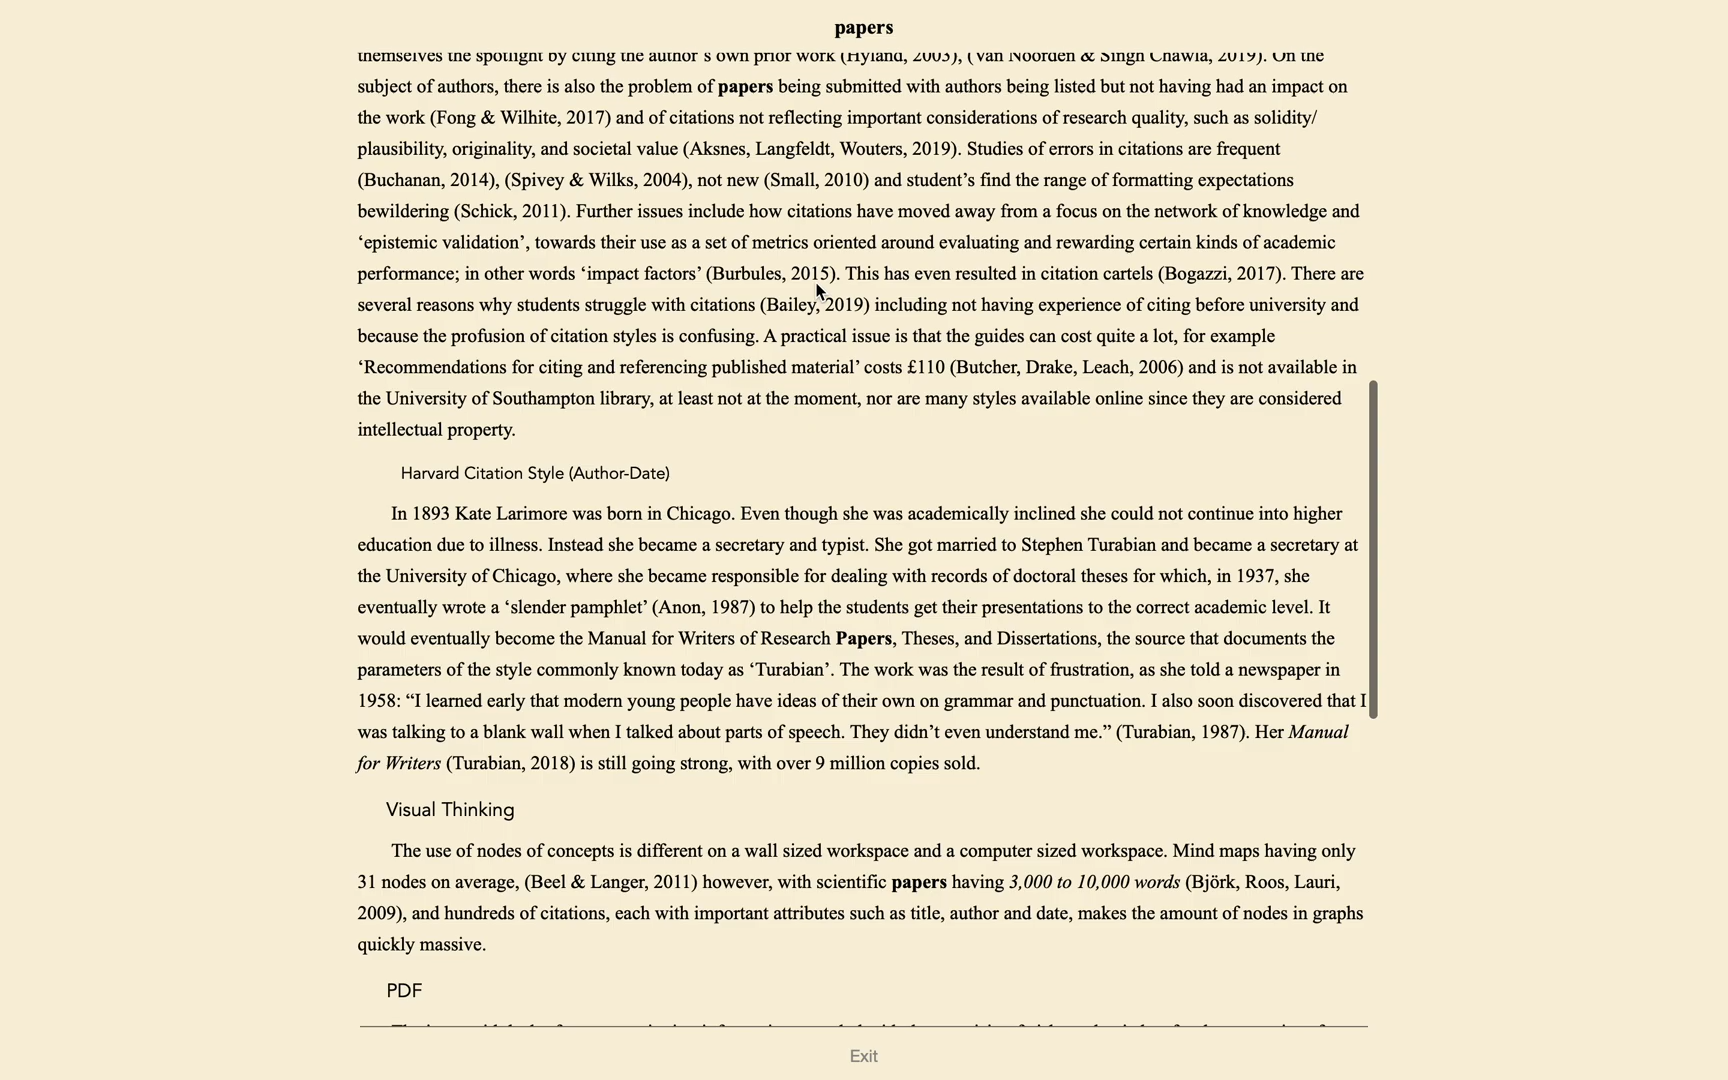 papers
themselves the spotlight by citing the author’s own prior work (Hyland, 2003), (Van Noorden & Singh Chawla, 2019). On the
subject of authors, there is also the problem of papers being submitted with authors being listed but not having had an impact on
the work (Fong & Wilhite, 2017) and of citations not reflecting important considerations of research quality, such as solidity/
plausibility, originality, and societal value (Aksnes, Langfeldt, Wouters, 2019). Studies of errors in citations are frequent
(Buchanan, 2014), (Spivey & Wilks, 2004), not new (Small, 2010) and student’s find the range of formatting expectations
bewildering (Schick, 2011). Further issues include how citations have moved away from a focus on the network of knowledge and
‘epistemic validation’, towards their use as a set of metrics oriented around evaluating and rewarding certain kinds of academic
performance; in other words ‘impact factors’ (Burbules, 2015). This has even resulted in citation cartels (Bogazzi, 2017). There are
several reasons why students struggle with citations (Bailey, 2019) including not having experience of citing before university and
because the profusion of citation styles is confusing. A practical issue is that the guides can cost quite a lot, for example
‘Recommendations for citing and referencing published material’ costs £110 (Butcher, Drake, Leach, 2006) and is not available in
the University of Southampton library, at least not at the moment, nor are many styles available online since they are considered
intellectual property.
Harvard Citation Style (Author-Date)
In 1893 Kate Larimore was born in Chicago. Even though she was academically inclined she could not continue into higher
education due to illness. Instead she became a secretary and typist. She got married to Stephen Turabian and became a secretary at
the University of Chicago, where she became responsible for dealing with records of doctoral theses for which, in 1937, she
eventually wrote a ‘slender pamphlet’ (Anon, 1987) to help the students get their presentations to the correct academic level. It
would eventually become the Manual for Writers of Research Papers, Theses, and Dissertations, the source that documents the
parameters of the style commonly known today as ‘Turabian’. The work was the result of frustration, as she told a newspaper in
1958: “I learned early that modern young people have ideas of their own on grammar and punctuation. I also soon discovered that I
was talking to a blank wall when I talked about parts of speech. They didn’t even understand me.” (Turabian, 1987). Her Manual
for Writers (Turabian, 2018) is still going strong, with over 9 million copies sold.
Visual Thinking
The use of nodes of concepts is different on a wall sized workspace and a computer sized workspace. Mind maps having only
31 nodes on average, (Beel & Langer, 2011) however, with scientific papers having 3,000 to 10,000 words (Björk, Roos, Lauri,
2009), and hundreds of citations, each with important attributes such as title, author and date, makes the amount of nodes in graphs
quickly massive.
PDF
Exit